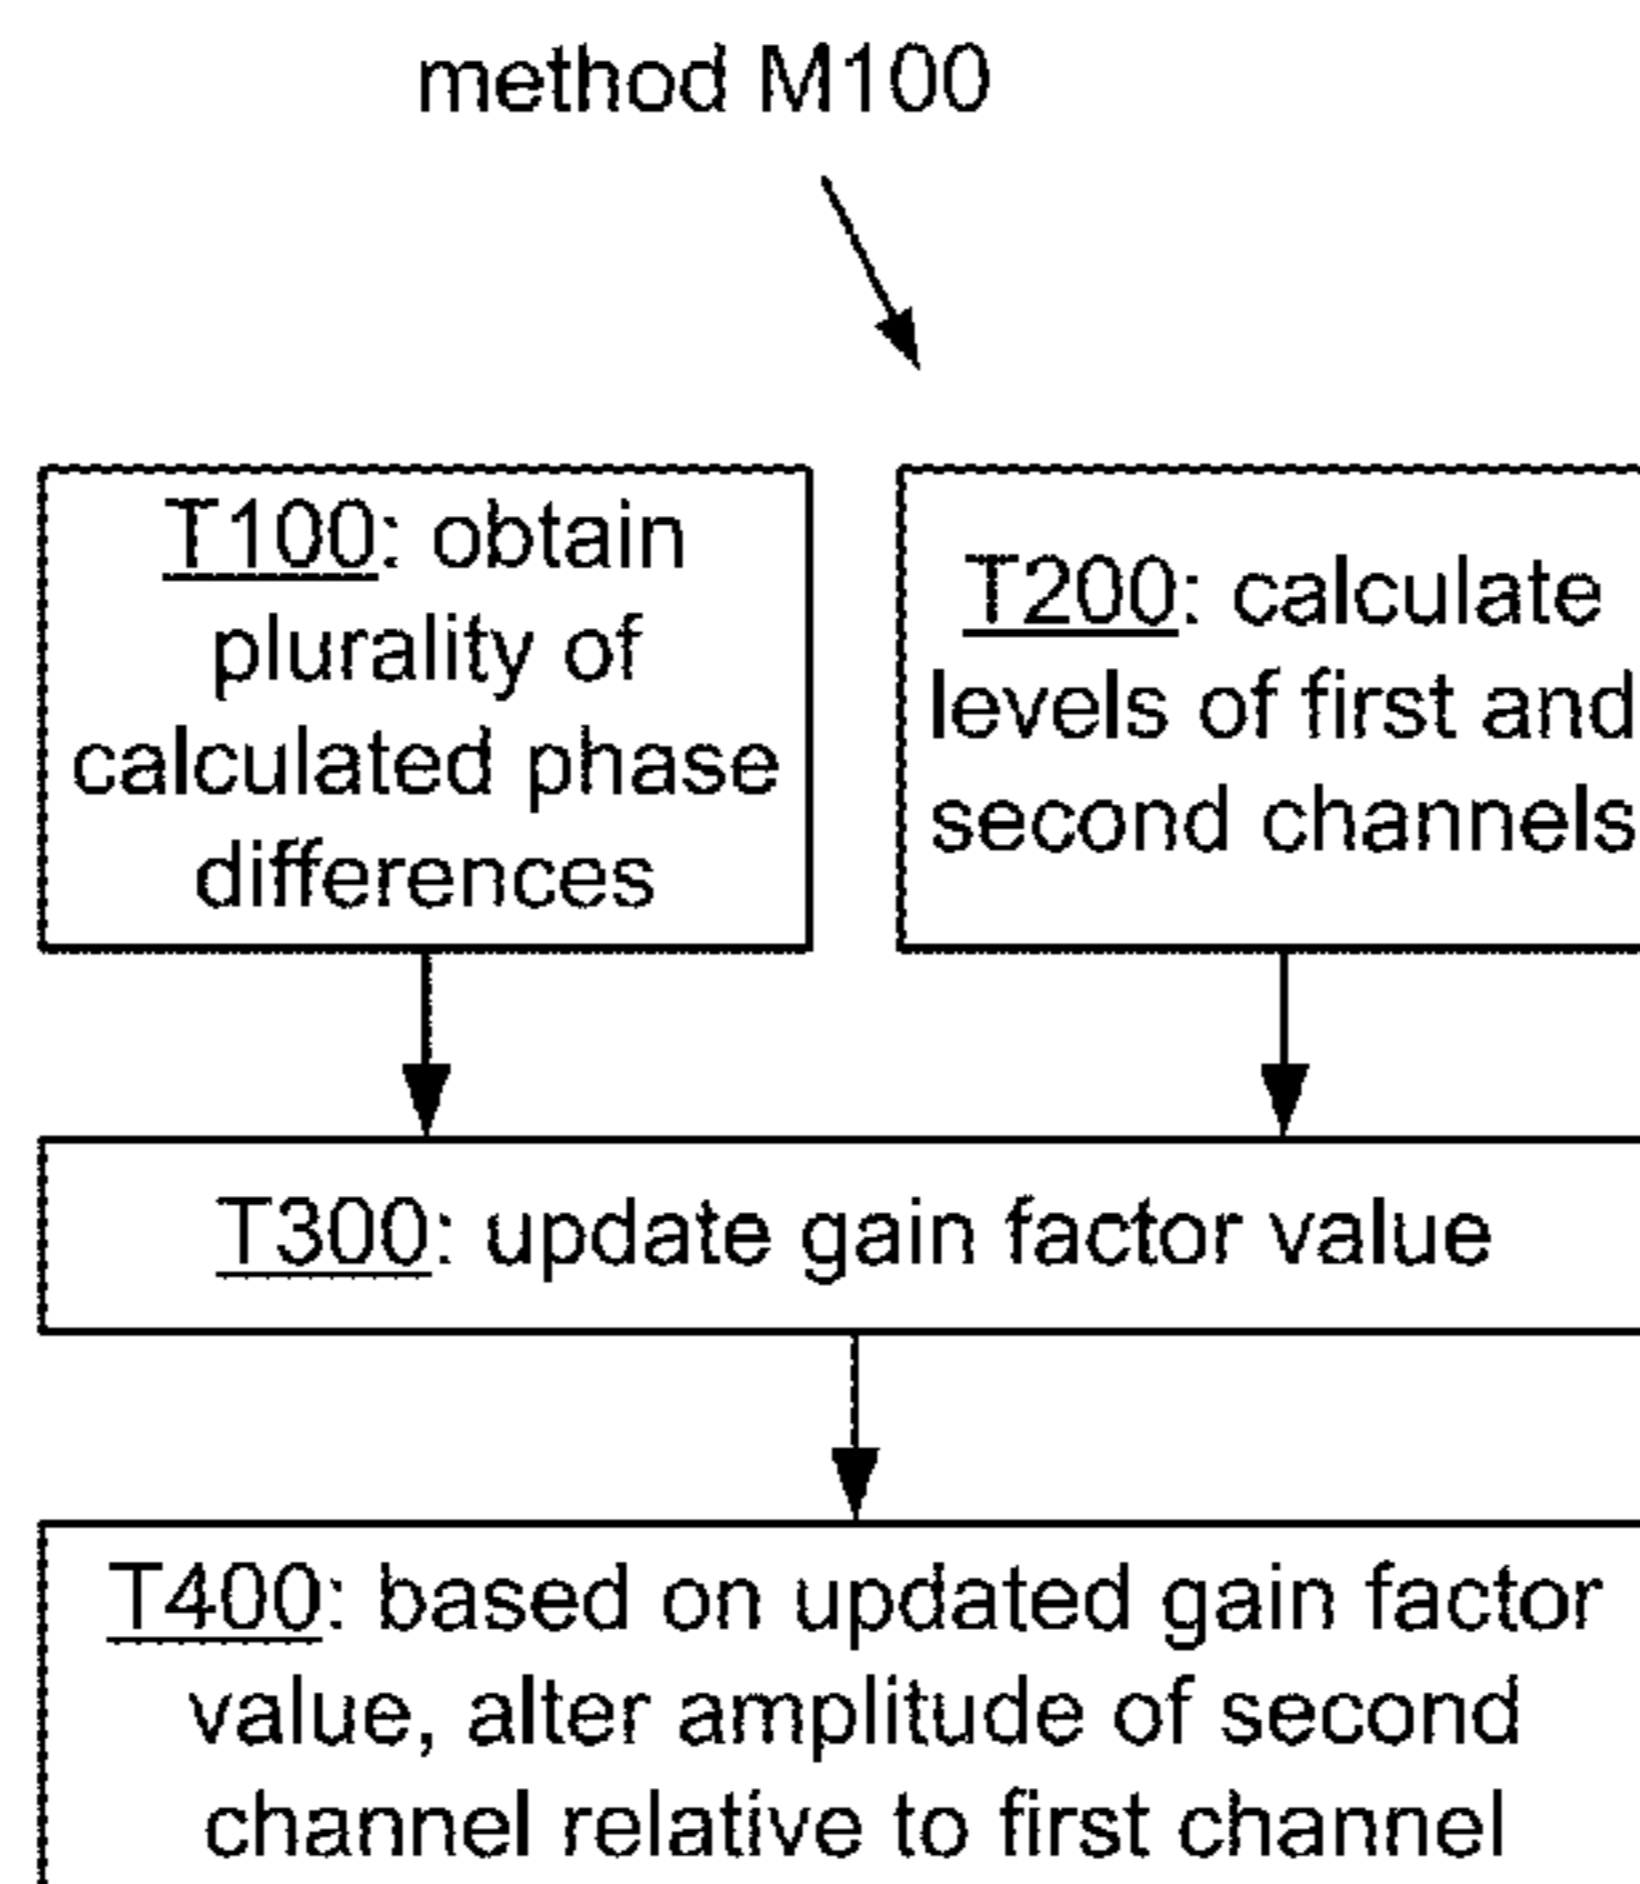 method M100
T100: obtain
plurality of
calculated phase
differences
T200: calculate
levels of first and
second channels
T300: update gain factor value
T400: based on updated gain factor
value, alter amplitude of second
channel relative to first channel